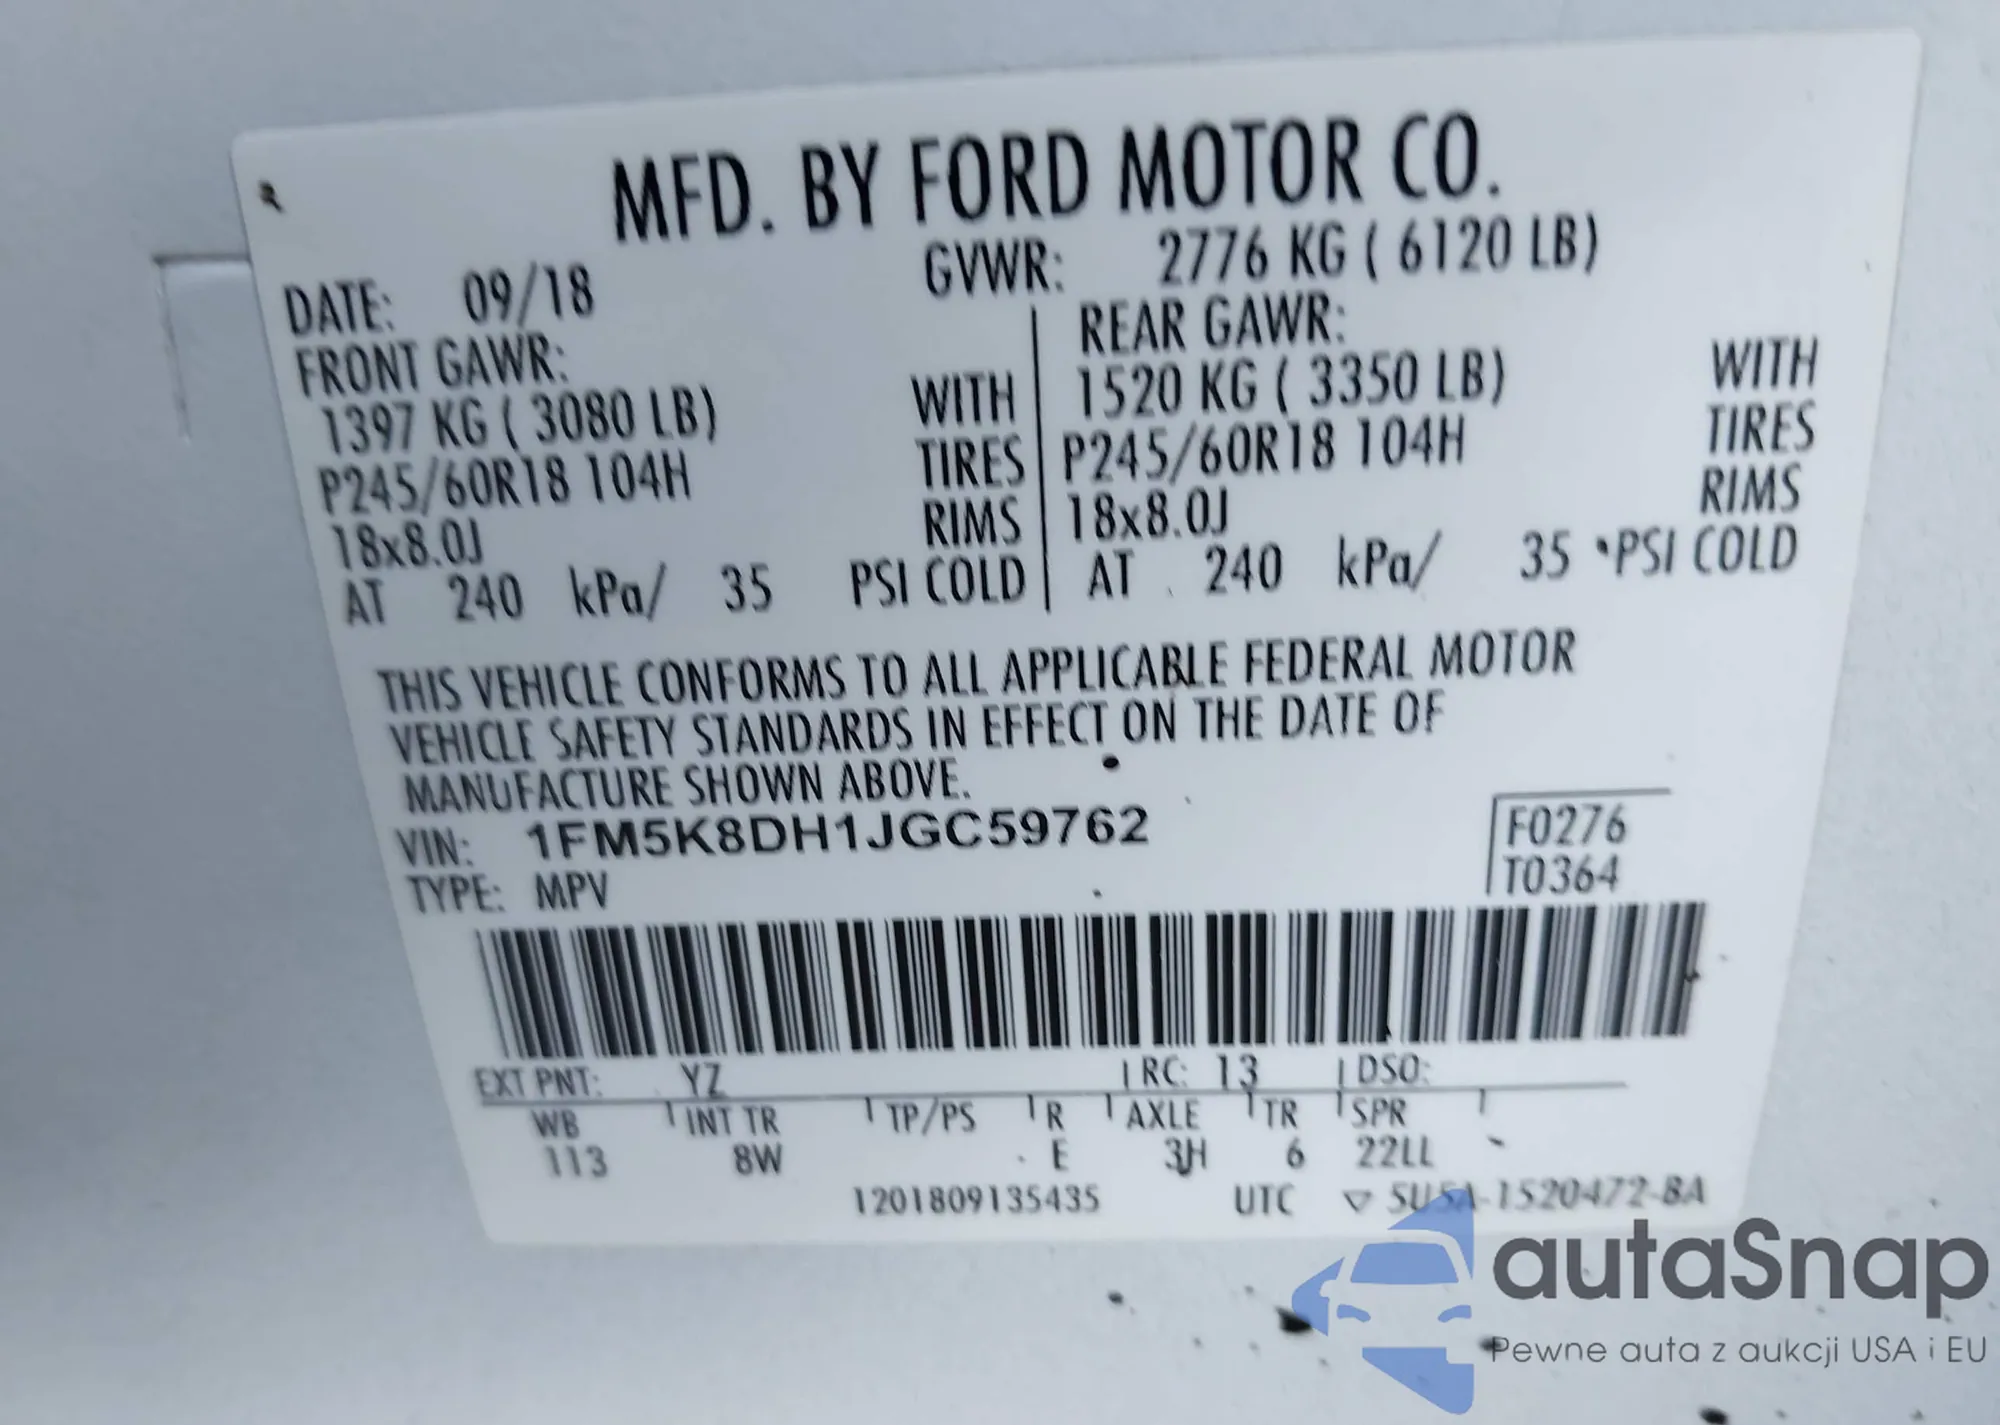 MFD. BY FORD MOTOR CO.
DATE: 09/18 GVWR: 2776 KG ( 6120 LB)
FRONT GAWR: REAR GAWR:
1397 KG ( 3080 LB) WITH 1520 KG ( 3350 LB) WITH
P245/60R18 104H TIRES P245/60R18 104H TIRES
18x8.0J RIMS 18x8.0J RIMS
AT 240 kPa/ 35 PSI COLD AT 240 kPa/ 35 PSI COLD
THIS VEHICLE CONFORMS TO ALL APPLICABLE FEDERAL MOTOR
VEHICLE SAFETY STANDARDS IN EFFECT ON THE DATE OF
MANUFACTURE SHOWN ABOVE.
VIN: 1FM5K8DH1JGC59762 F0276
TYPE: MPV T0364
EXT PNT: YZ RC: 13 DSO:
WB INT TR TP/PS R AXLE TR SPR
113 8W E 3H 6 22LL
1201809135435 UTC ▽ 5U5A-1520472-BA
autaSnap
Pewne auta z aukcji USA i EU